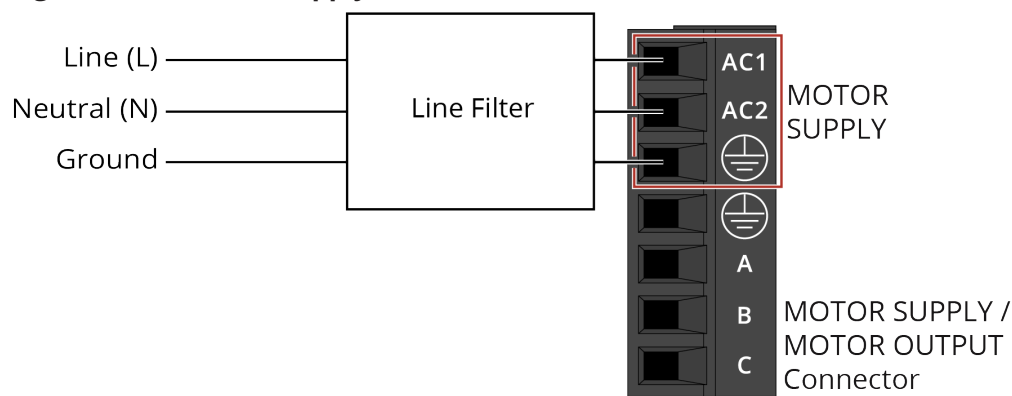 Line (L)
Neutral (N)
Ground
Line Filter
AC1
AC2
MOTOR
SUPPLY
A
B
C
MOTOR SUPPLY /
MOTOR OUTPUT
Connector